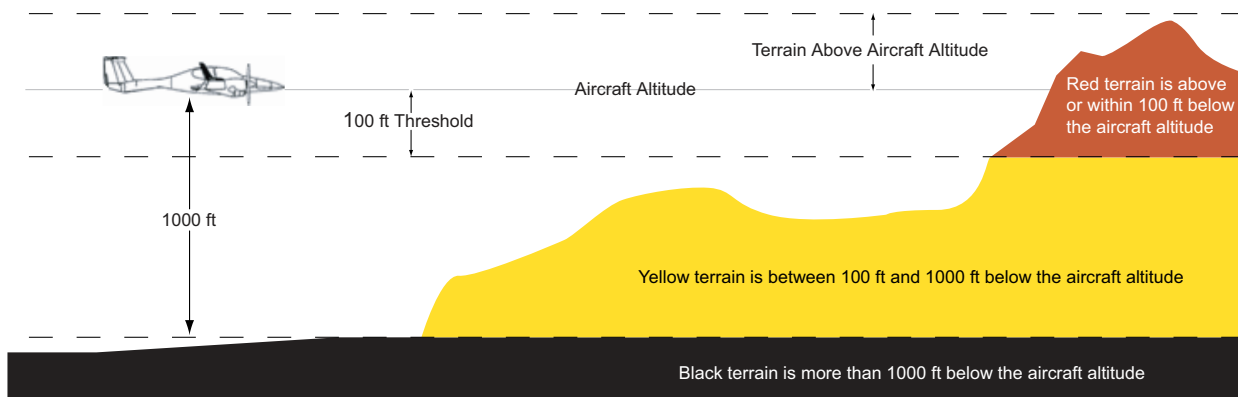 Terrain Above Aircraft Altitude
Aircraft Altitude
Red terrain is above
or within 100 ft below
the aircraft altitude
100 ft Threshold
1000 ft
Yellow terrain is between 100 ft and 1000 ft below the aircraft altitude
Black terrain is more than 1000 ft below the aircraft altitude